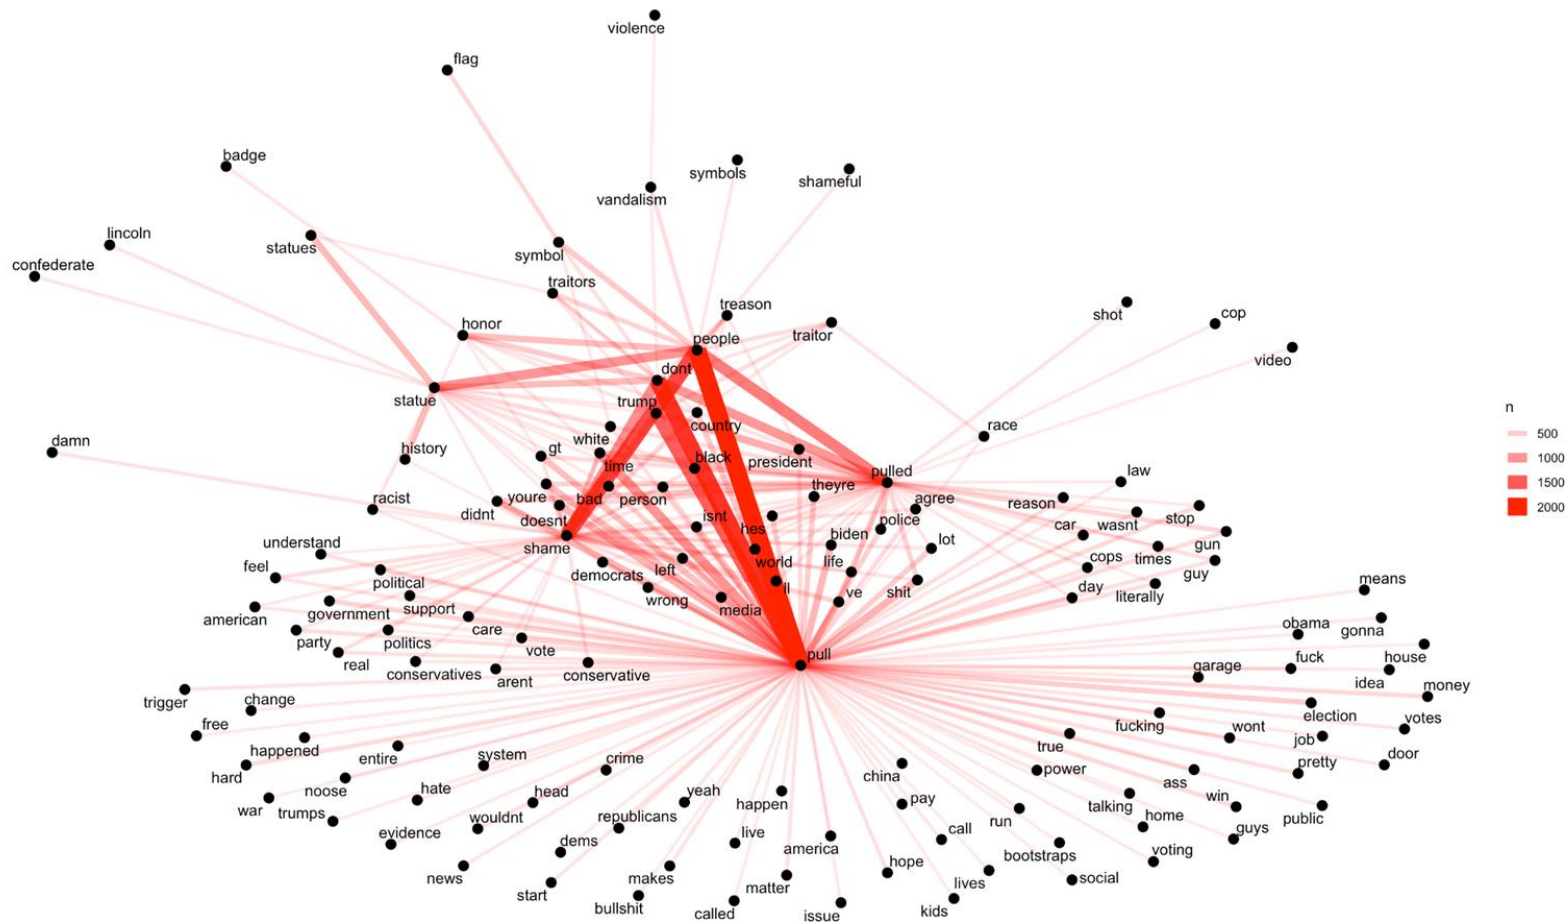 violence
flag
badge
symbols
shameful
vandalism
lincoln
statues
symbol
confederate
traitors
treason
shot
cop
honor
people
traitor
video
dont
statue
trump
country
race
damn
history
white
gt
time
black
president
pulled
law
racist
youre
bad
person
theyre
agree
reason
didnt
doesnt
isnt
hes
police
car
wasnt
stop
understand
shame
biden
lot
cops
times
gun
feel
political
democrats
left
world
life
guy
american
government
support
wrong
media
ll
ve
shit
day
literally
means
party
politics
care
vote
obama
gonna
real
conservatives
arent
conservative
pull
garage
fuck
idea
house
trigger
change
money
free
happened
entire
system
crime
fucking
wont
election
votes
hard
noose
hate
head
yeah
happen
china
true
power
ass
job
pretty
door
war
trumps
evidence
wouldnt
republicans
live
pay
run
talking
win
public
news
dems
makes
america
call
bootstraps
home
guys
start
bullshit
called
matter
issue
hope
kids
lives
social
voting
n
500
1000
1500
2000